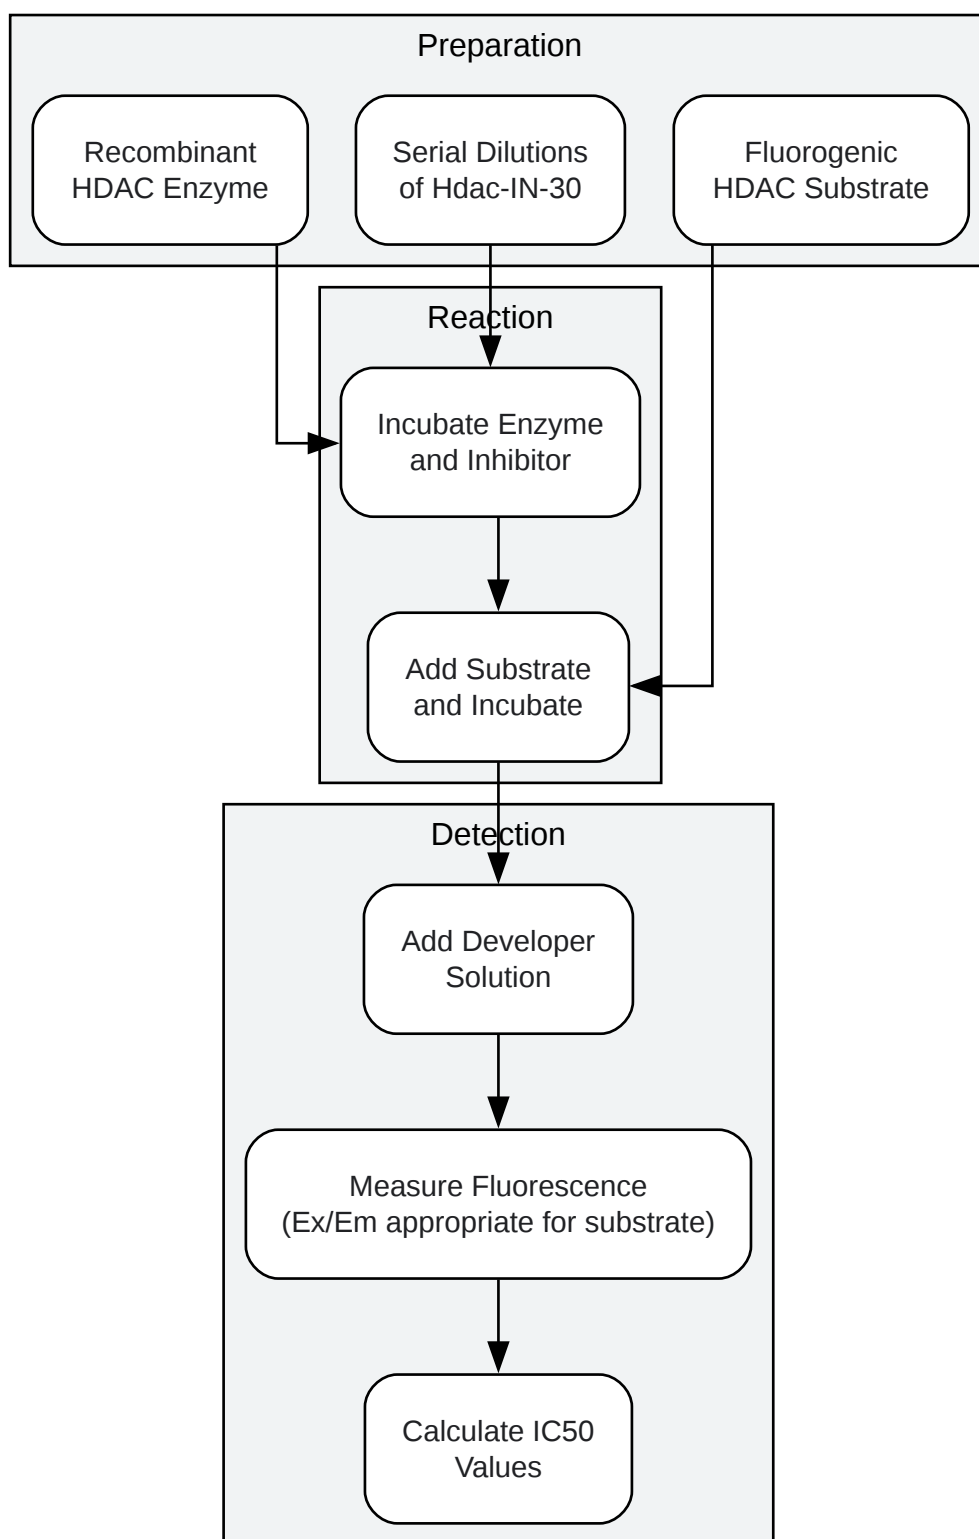 Preparation
Recombinant
HDAC Enzyme
Serial Dilutions
of Hdac-IN-30
Fluorogenic
HDAC Substrate
Reaction
Incubate Enzyme
and Inhibitor
Add Substrate
and Incubate
Detection
Add Developer
Solution
Measure Fluorescence
(Ex/Em appropriate for substrate)
Calculate IC50
Values